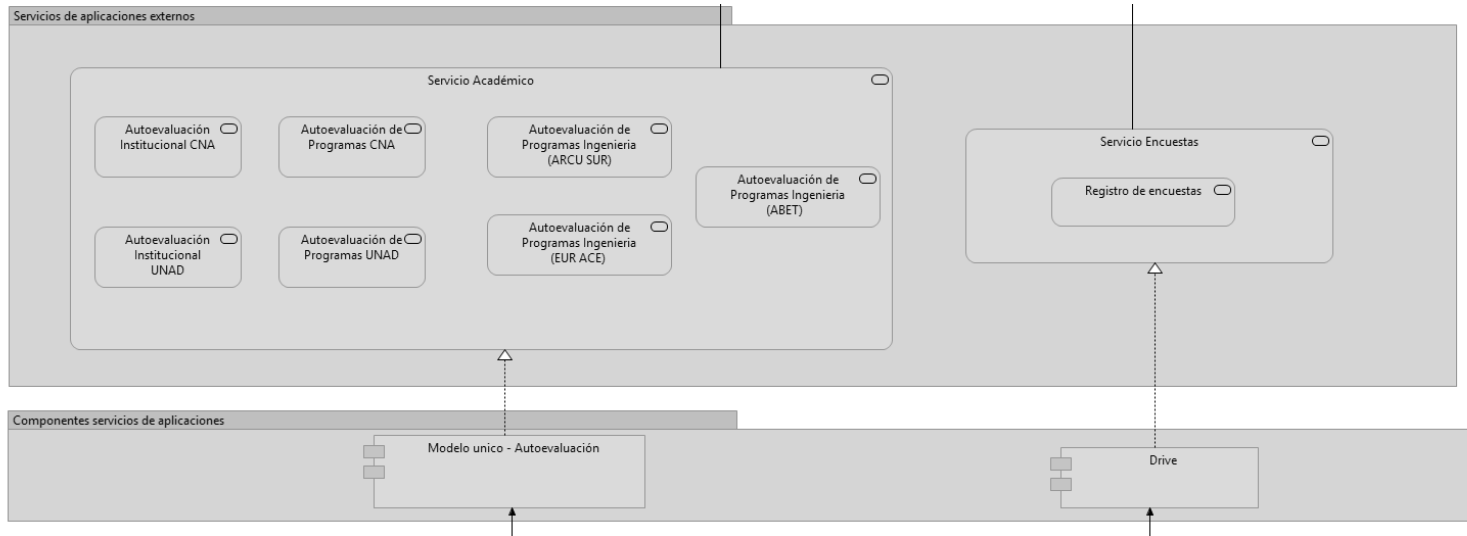 Servicios de aplicaciones externos
Servicio Académico
Autoevaluación
Institucional CNA
Autoevaluación de
Programas CNA
Autoevaluación de
Programas Ingenieria
(ARCU SUR)
Autoevaluación de
Programas Ingenieria
(ABET)
Autoevaluación
Institucional
UNAD
Autoevaluación de
Programas UNAD
Autoevaluación de
Programas Ingenieria
(EUR ACE)
Servicio Encuestas
Registro de encuestas
Componentes servicios de aplicaciones
Modelo unico - Autoevaluación
Drive